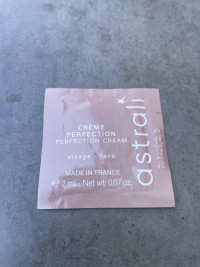 CRÈME
PERFECTION
PERFECTION CREAM
visage - face
MADE IN FRANCE
e 2 ml - Net wt. 0.07 oz.
astrali